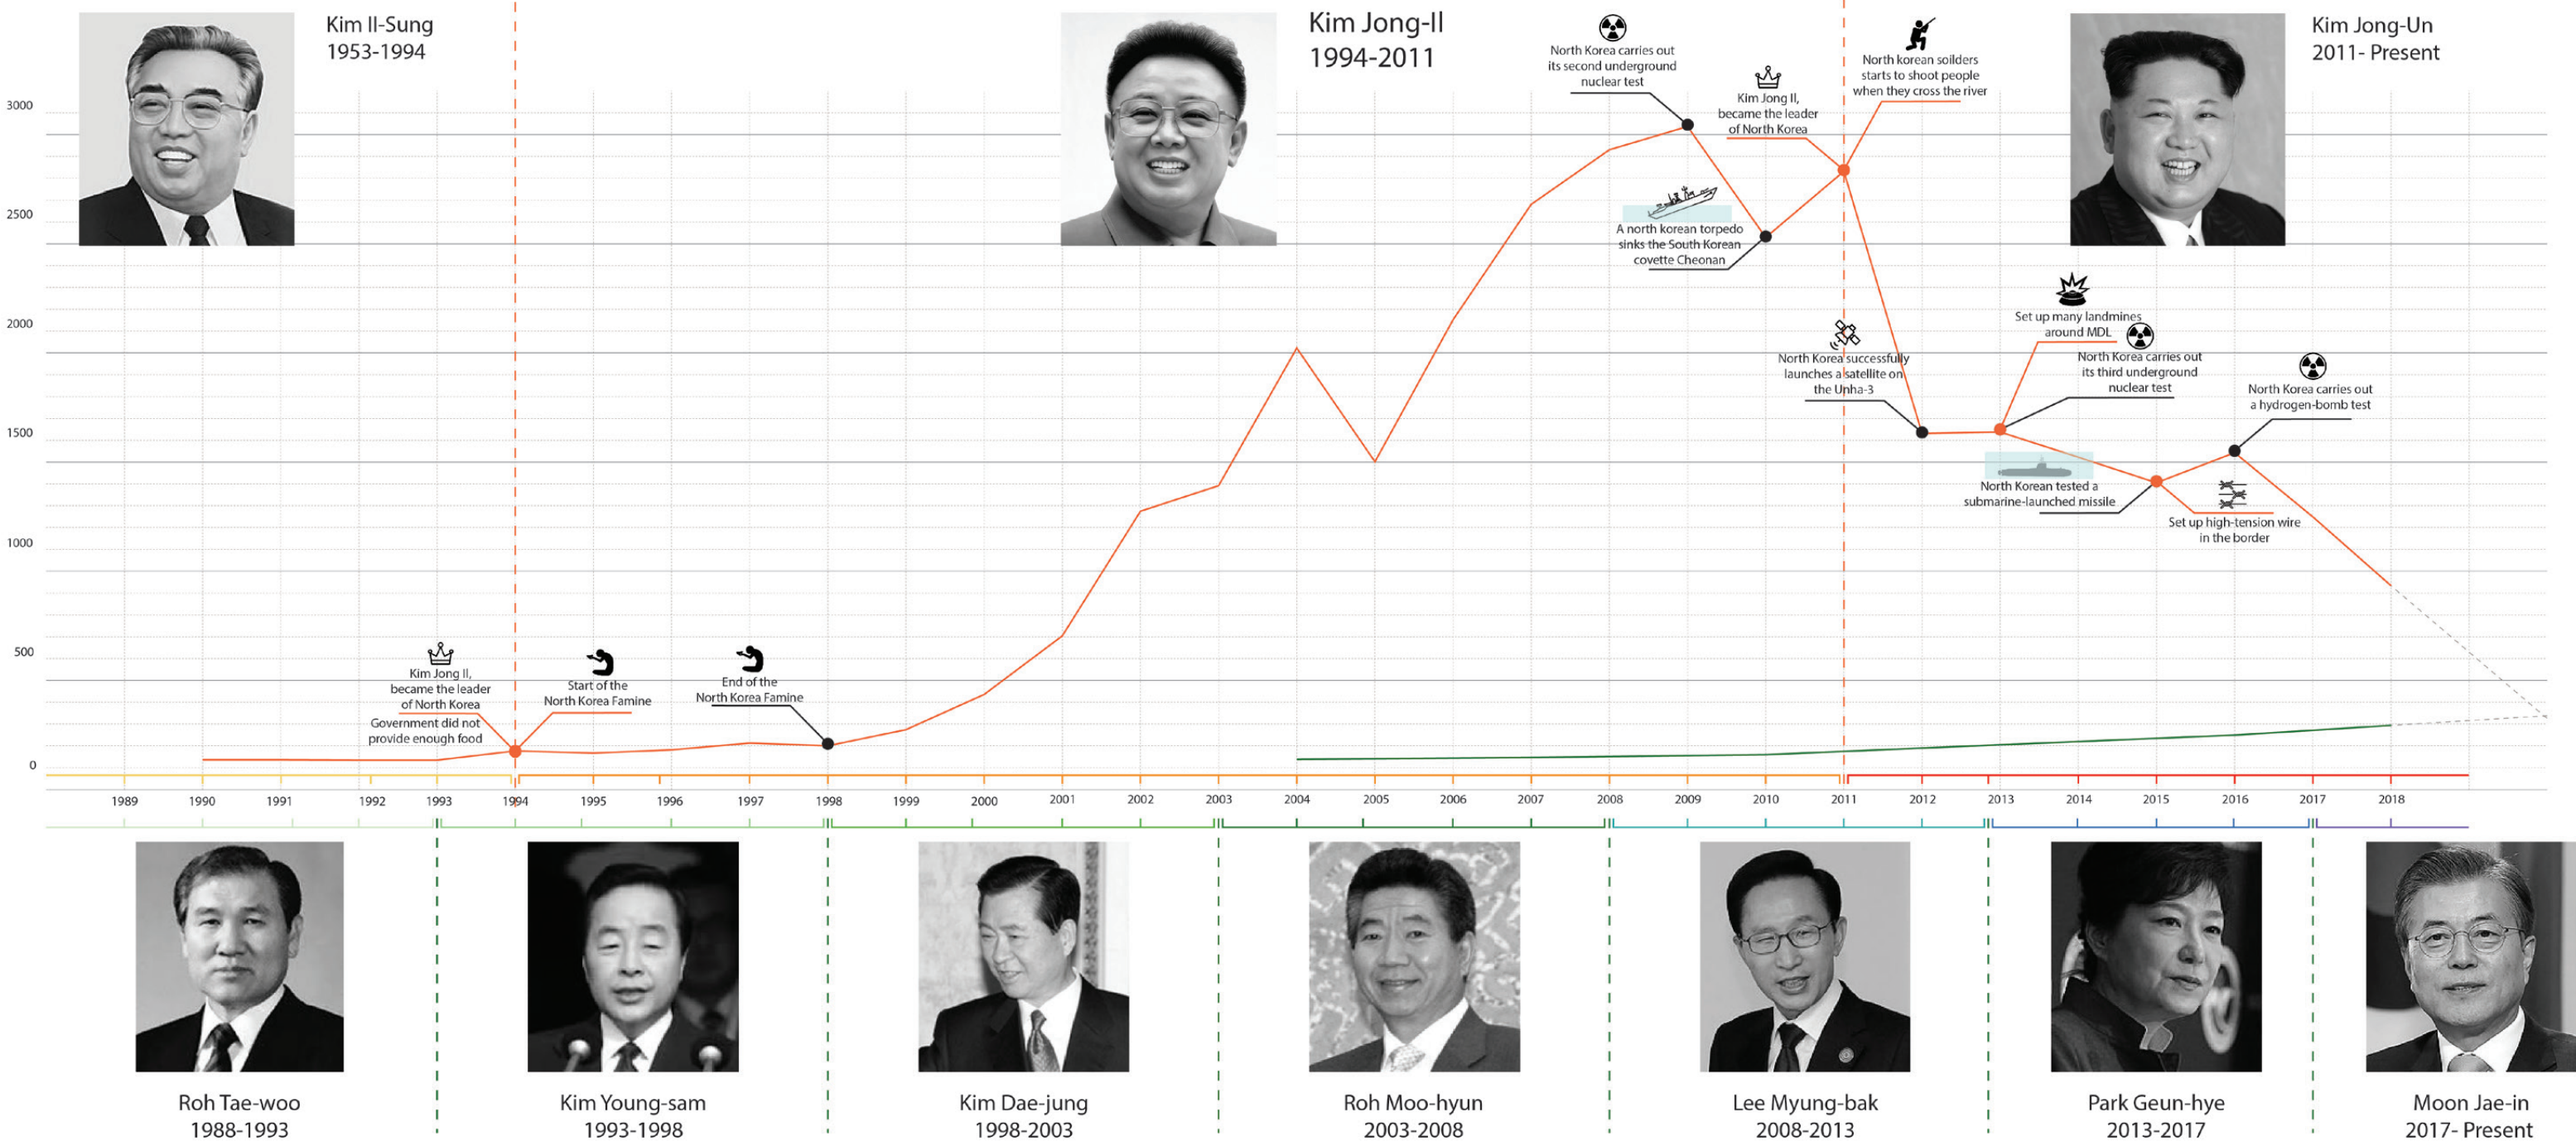 Kim Il-Sung
1953-1994
Kim Jong-Il
1994-2011
Kim Jong-Un
2011- Present
North Korea carries out
its second underground
nuclear test
Kim Jong Il,
became the leader
of North Korea
North korean soilders
starts to shoot people
when they cross the river
A north korean torpedo
sinks the South Korean
covette Cheonan
North Korea successfully
launches a satellite on
the Unha-3
Set up many landmines
around MDL
North Korea carries out
its third underground
nuclear test
North Korea carries out
a hydrogen-bomb test
North Korean tested a
submarine-launched missile
Set up high-tension wire
in the border
Kim Jong Il,
became the leader
of North Korea
Government did not
provide enough food
Start of the
North Korea Famine
End of the
North Korea Famine
3000
2500
2000
1500
1000
500
0
1989 1990 1991 1992 1993 1994 1995 1996 1997 1998 1999 2000 2001 2002 2003 2004 2005 2006 2007 2008 2009 2010 2011 2012 2013 2014 2015 2016 2017 2018
Roh Tae-woo
1988-1993
Kim Young-sam
1993-1998
Kim Dae-jung
1998-2003
Roh Moo-hyun
2003-2008
Lee Myung-bak
2008-2013
Park Geun-hye
2013-2017
Moon Jae-in
2017- Present